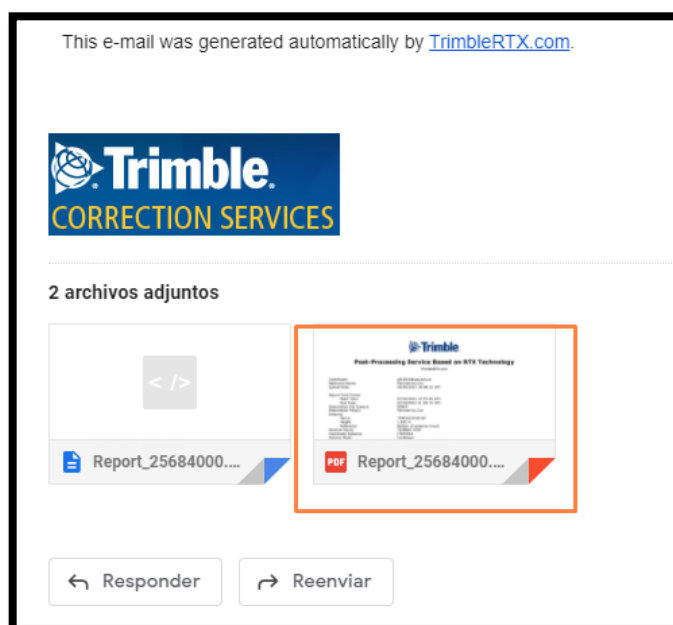 This e-mail was generated automatically by TrimbleRTX.com.
Trimble.
CORRECTION SERVICES
2 archivos adjuntos
</>
Trimble
Post-Processing Service Based on RTX Technology
Report_25684000....
PDF Report_25684000....
Responder
Reenviar